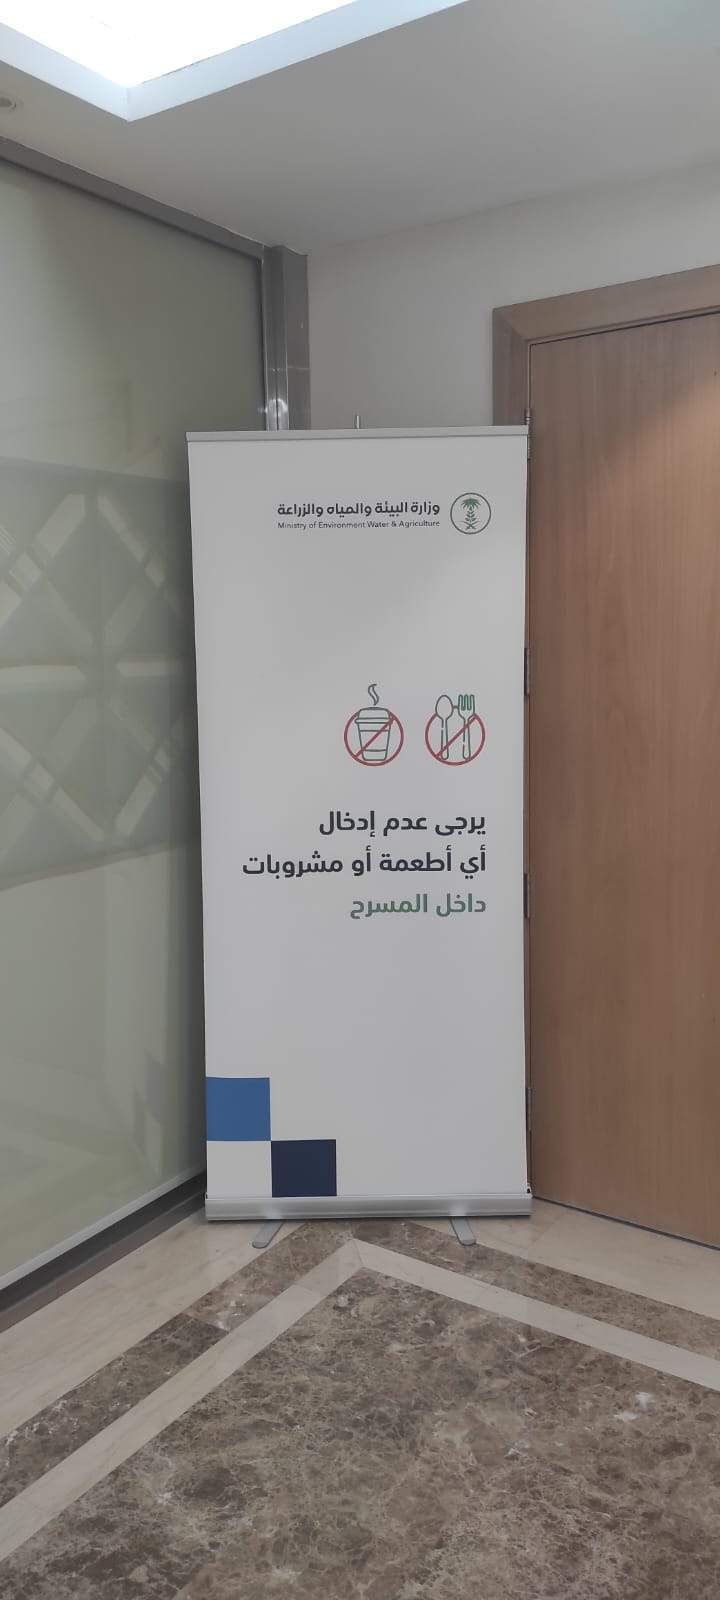 وزارة البيئة والمياه والزراعة
Ministry of Environment Water & Agriculture
يرجى عدم إدخال
أي أطعمة أو مشروبات
داخل المسرح